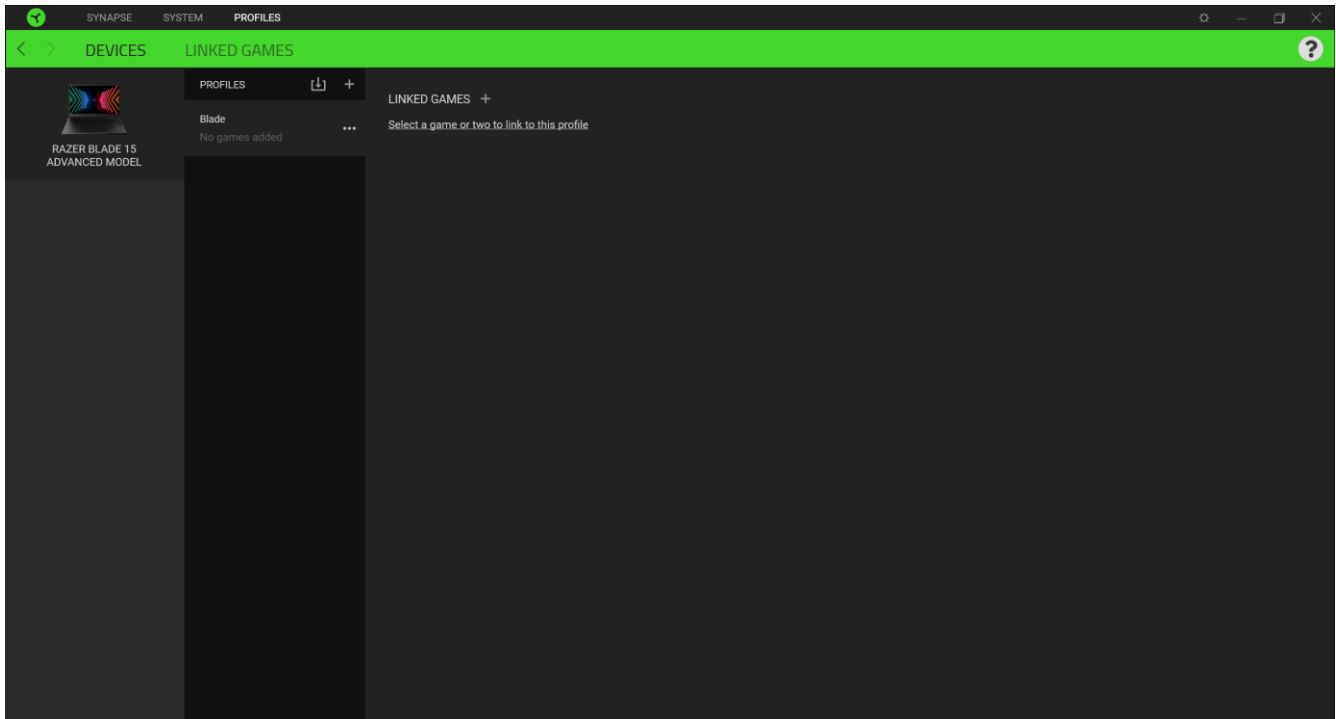 SYNAPSE SYSTEM PROFILES
DEVICES LINKED GAMES ?
RAZER BLADE 15
ADVANCED MODEL
PROFILES
Blade
No games added
LINKED GAMES +
Select a game or two to link to this profile